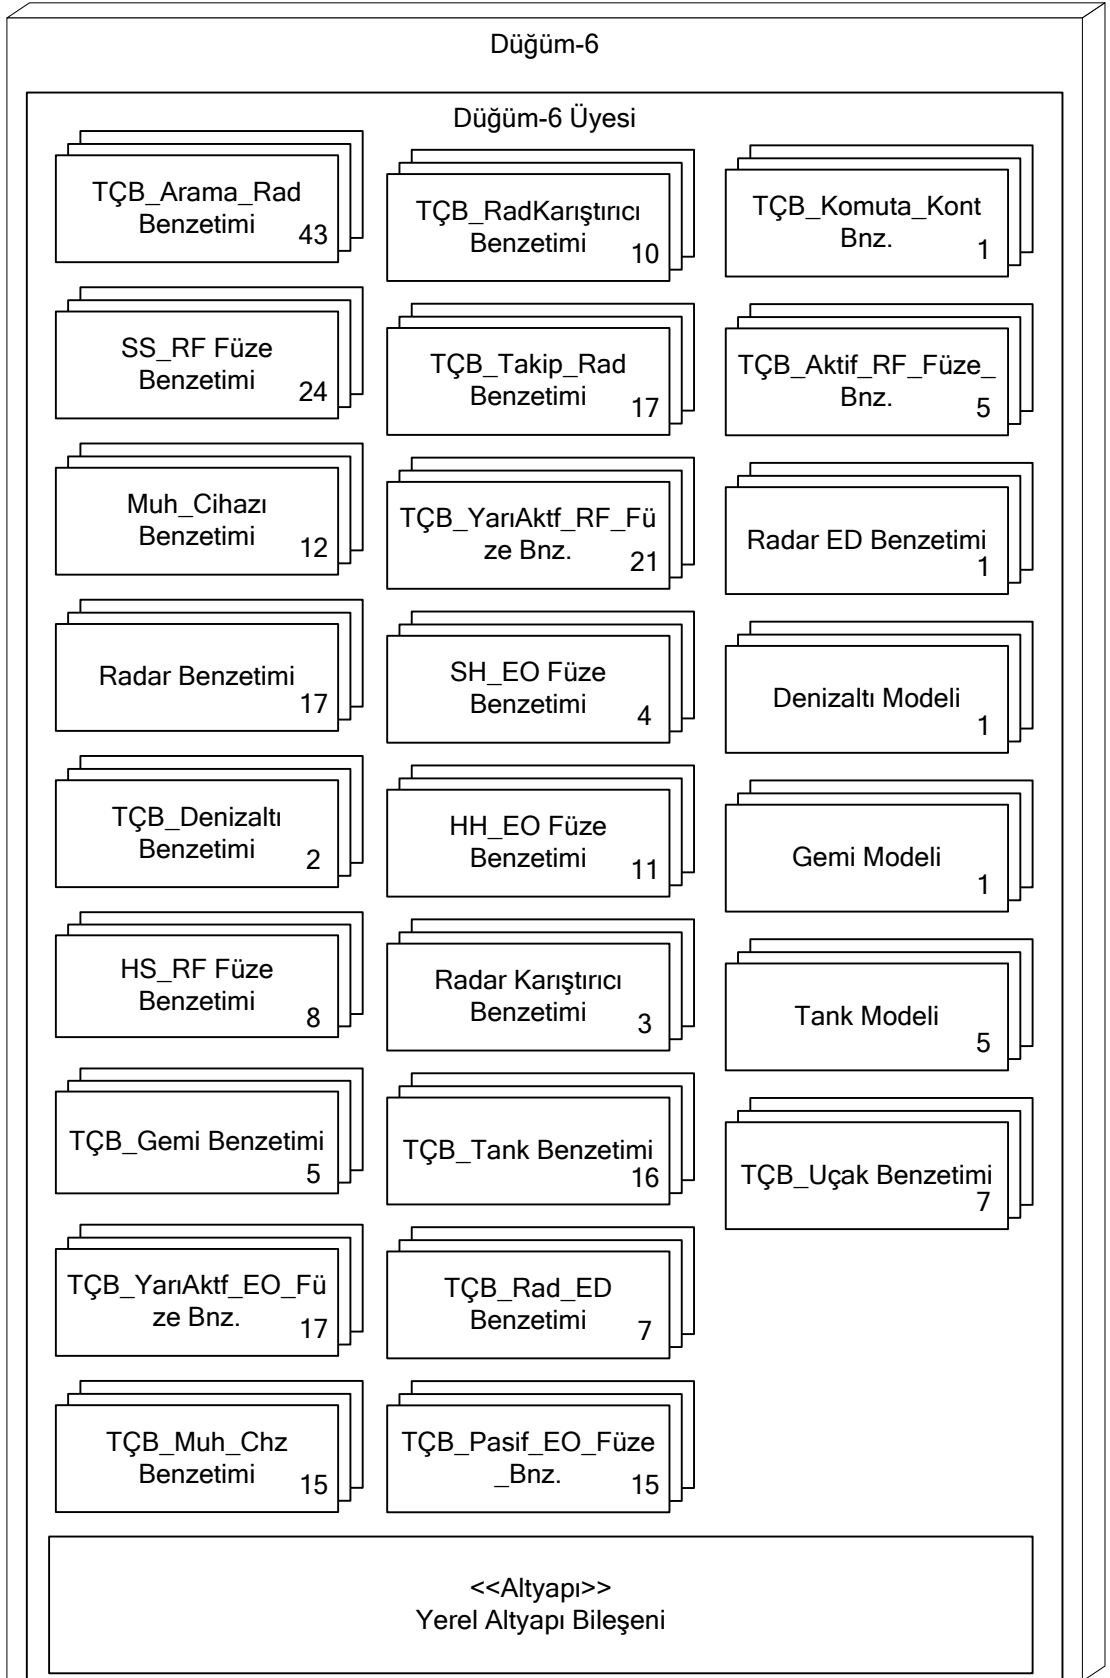 Düğüm-6
Düğüm-6 Üyesi
TÇB_Arama_Rad
Benzetimi
43
TÇB_RadKarıştırıcı
Benzetimi
10
TÇB_Komuta_Kont
Bnz.
1
SS_RF Füze
Benzetimi
24
TÇB_Takip_Rad
Benzetimi
17
TÇB_Aktif_RF_Füze_
Bnz.
5
Muh_Cihazı
Benzetimi
12
TÇB_YarıAktf_RF_Fü
ze Bnz.
21
Radar ED Benzetimi
1
Radar Benzetimi
17
SH_EO Füze
Benzetimi
4
Denizaltı Modeli
1
TÇB_Denizaltı
Benzetimi
2
HH_EO Füze
Benzetimi
11
Gemi Modeli
1
HS_RF Füze
Benzetimi
8
Radar Karıştırıcı
Benzetimi
3
Tank Modeli
5
TÇB_Gemi Benzetimi
5
TÇB_Tank Benzetimi
16
TÇB_Uçak Benzetimi
7
TÇB_YarıAktf_EO_Fü
ze Bnz.
17
TÇB_Rad_ED
Benzetimi
7
TÇB_Muh_Chz
Benzetimi
15
TÇB_Pasif_EO_Füze
_Bnz.
15
<<Altyapı>>
Yerel Altyapı Bileşeni